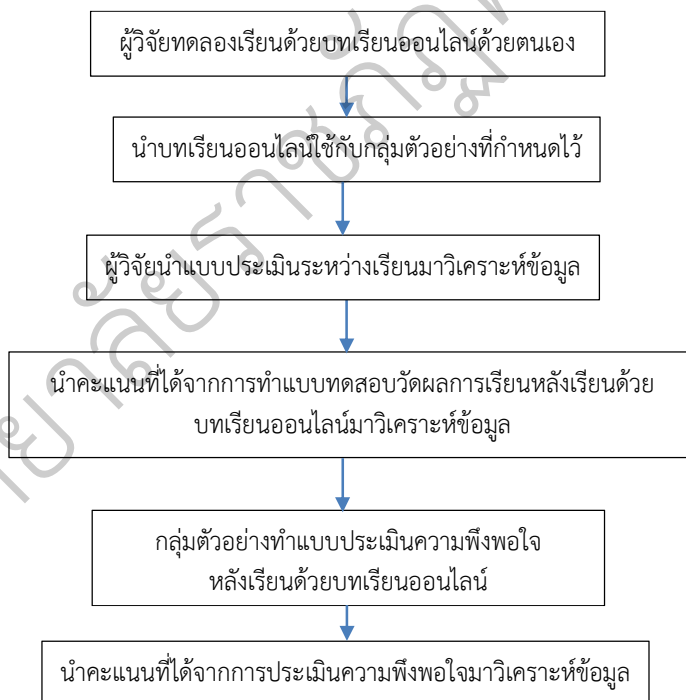 ผู้วิจัยทดลองเรียนด้วยบทเรียนออนไลน์ด้วยตนเอง
นำบทเรียนออนไลน์ใช้กับกลุ่มตัวอย่างที่กำหนดไว้
ผู้วิจัยนำแบบประเมินระหว่างเรียนมาวิเคราะห์ข้อมูล
นำคะแนนที่ได้จากการทำแบบทดสอบวัดผลการเรียนหลังเรียนด้วย
บทเรียนออนไลน์มาวิเคราะห์ข้อมูล
กลุ่มตัวอย่างทำแบบประเมินความพึงพอใจ
หลังเรียนด้วยบทเรียนออนไลน์
นำคะแนนที่ได้จากการประเมินความพึงพอใจมาวิเคราะห์ข้อมูล